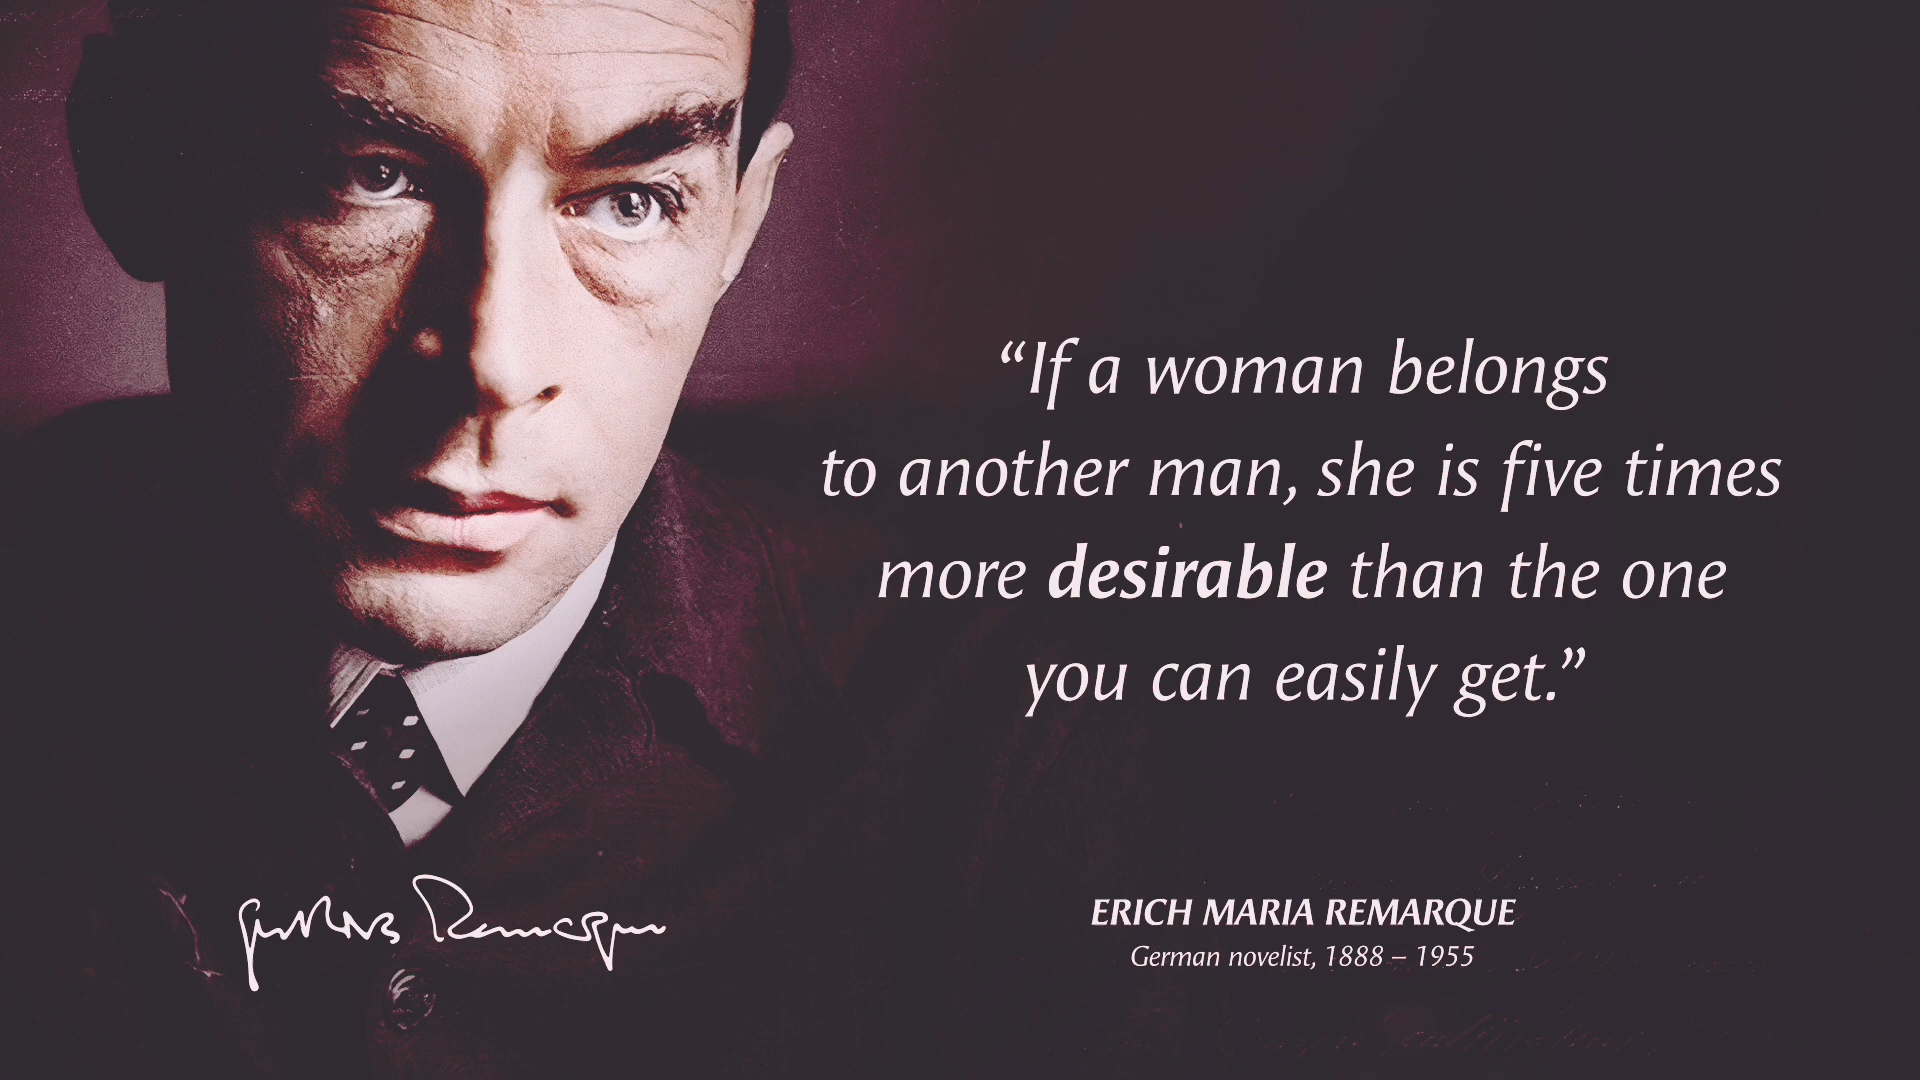 “If a woman belongs
to another man, she is five times
more desirable than the one
you can easily get.”
Remarque
ERICH MARIA REMARQUE
German novelist, 1888 – 1955